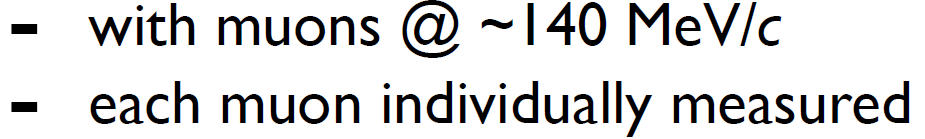 - with muons @ ~140 MeV/c
- each muon individually measured